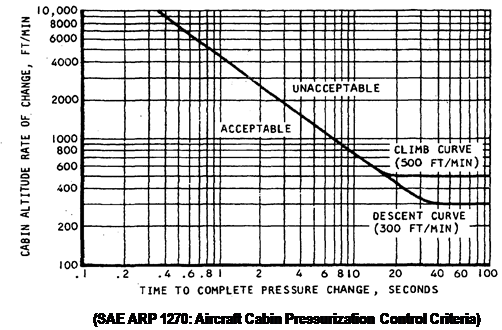 CABIN ALTITUDE RATE OF CHANGE, FT/MIN
10,000
8000
6000
4000
2000
1000
800
600
400
200
100
UNACCEPTABLE
ACCEPTABLE
CLIMB CURVE
(500 FT/MIN)
DESCENT CURVE
(300 FT/MIN)
.1 .2 .4 .6 .8 1 2 4 6 8 10 20 40 60 100
TIME TO COMPLETE PRESSURE CHANGE, SECONDS
(SAE ARP 1270: Aircraft Cabin Pressurization Control Criteria)